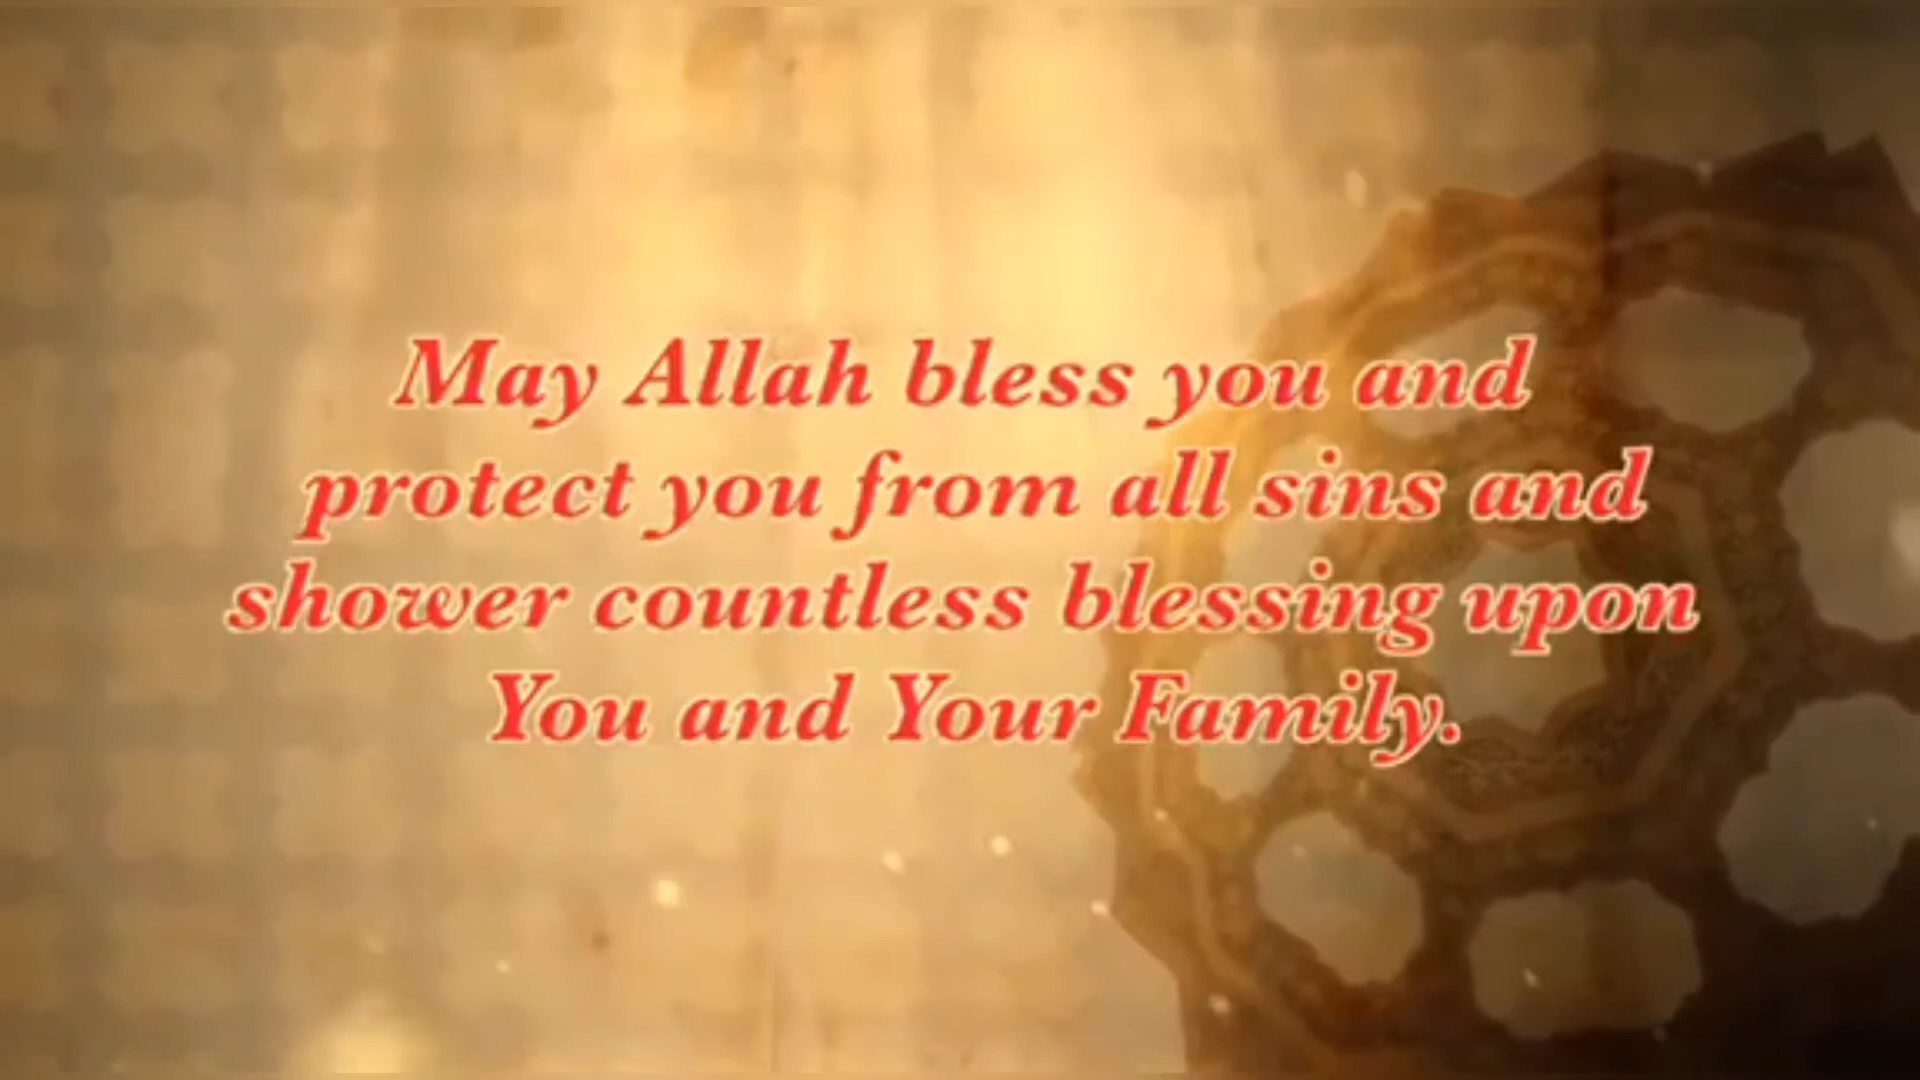 May Allah bless you and
protect you from all sins and
shower countless blessing upon
You and Your Family.